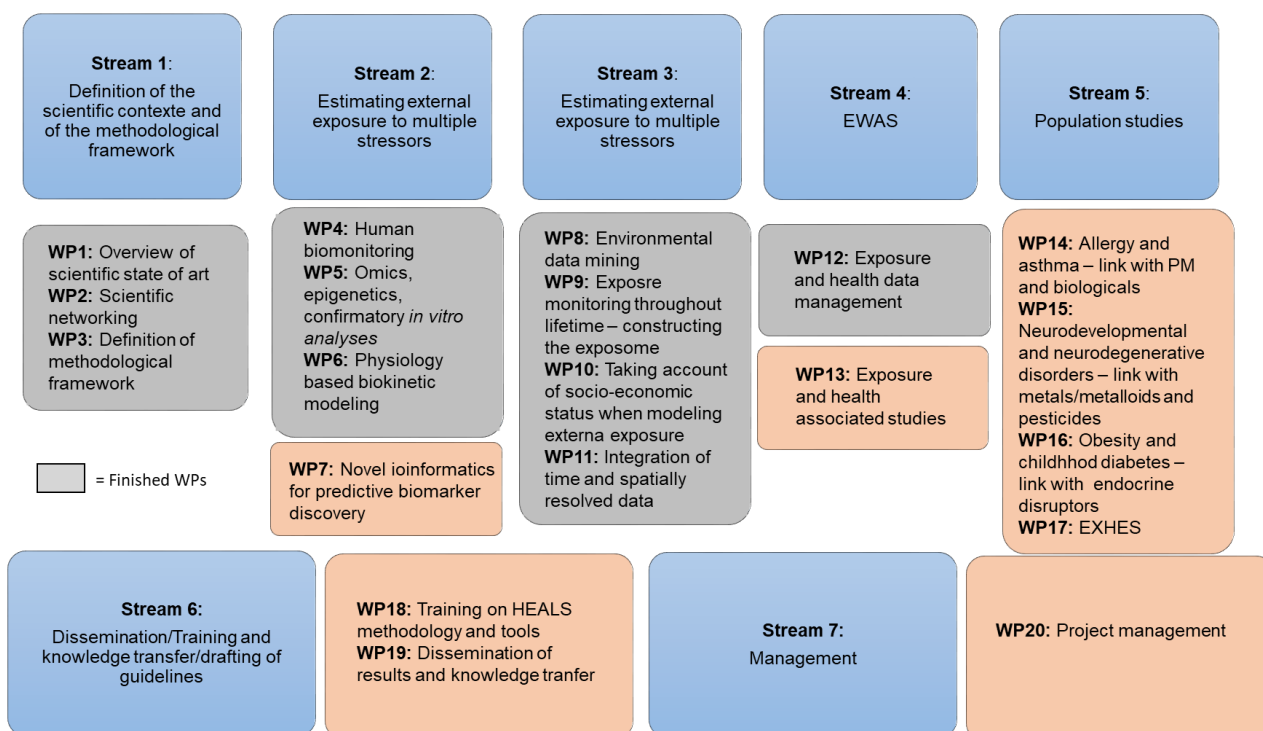 Stream 1:
Definition of the
scientific contexte and
of the methodological
framework
Stream 2:
Estimating external
exposure to multiple
stressors
Stream 3:
Estimating external
exposure to multiple
stressors
Stream 4:
EWAS
Stream 5:
Population studies
WP1: Overview of
scientific state of art
WP2: Scientific
networking
WP3: Definition of
methodological
framework
WP4: Human
biomonitoring
WP5: Omics,
epigenetics,
confirmatory in vitro
analyses
WP6: Physiology
based biokinetic
modeling
WP7: Novel ioinformatics
for predictive biomarker
discovery
WP8: Environmental
data mining
WP9: Exposre
monitoring throughout
lifetime – constructing
the exposome
WP10: Taking account
of socio-economic
status when modeling
externa exposure
WP11: Integration of
time and spatially
resolved data
WP12: Exposure
and health data
management
WP13: Exposure
and health
associated studies
WP14: Allergy and
asthma – link with PM
and biologicals
WP15:
Neurodevelopmental
and neurodegenerative
disorders – link with
metals/metalloids and
pesticides
WP16: Obesity and
childhhod diabetes –
link with endocrine
disruptors
WP17: EXHES
= Finished WPs
Stream 6:
Dissemination/Training and
knowledge transfer/drafting of
guidelines
WP18: Training on HEALS
methodology and tools
WP19: Dissemination of
results and knowledge tranfer
Stream 7:
Management
WP20: Project management